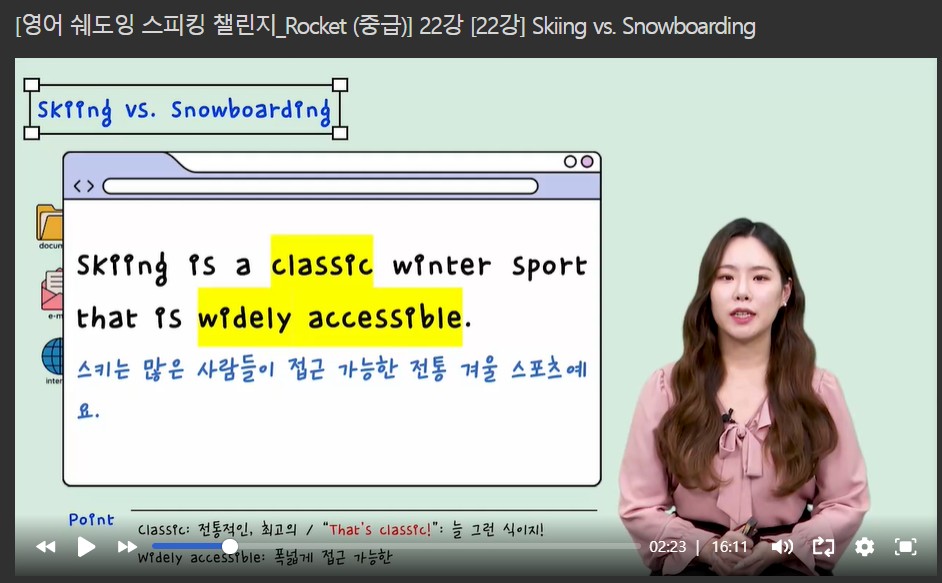 [영어 쉐도잉 스피킹 챌린지_Rocket (중급)] 22강 [22강] Skiing vs. Snowboarding
Skiing vs. Snowboarding
Skiing is a classic winter sport
that is widely accessible.
스키는 많은 사람들이 접근 가능한 전통 겨울 스포츠예
요.
docum
e-m
inter
Point
Classic: 전통적인, 최고의 / "That's classic!": 늘 그런 식이지!
Widely accessible: 폭넓게 접근 가능한
02:23 | 16:11